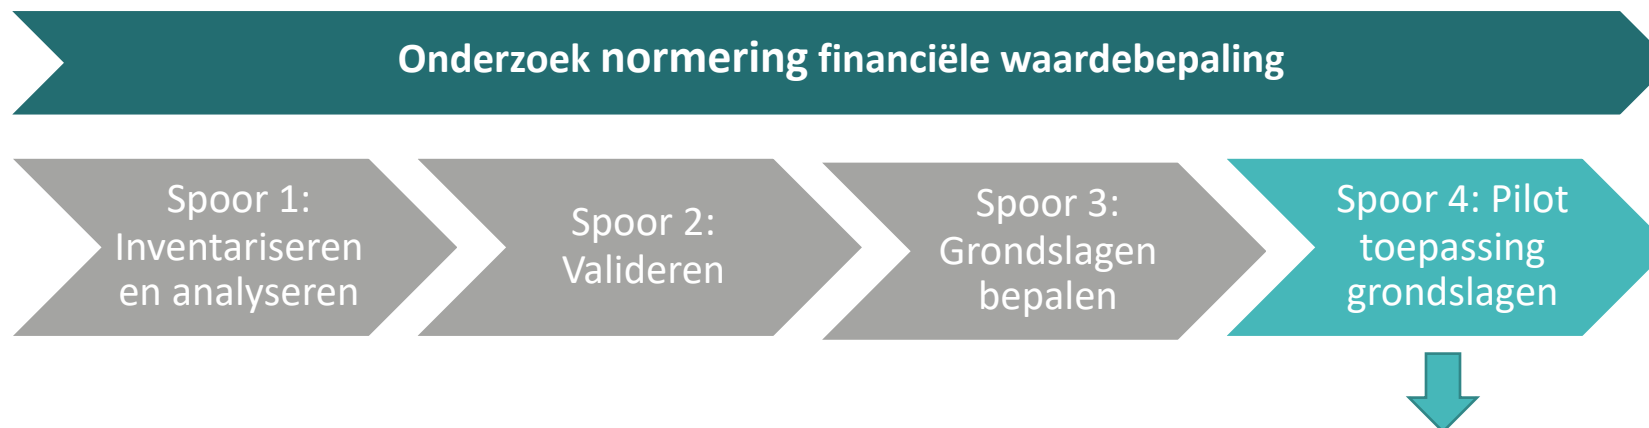 Onderzoek normering financiële waardebepaling
Spoor 1:
Inventariseren
en analyseren
Spoor 2:
Valideren
Spoor 3:
Grondslagen
bepalen
Spoor 4: Pilot
toepassing
grondslagen